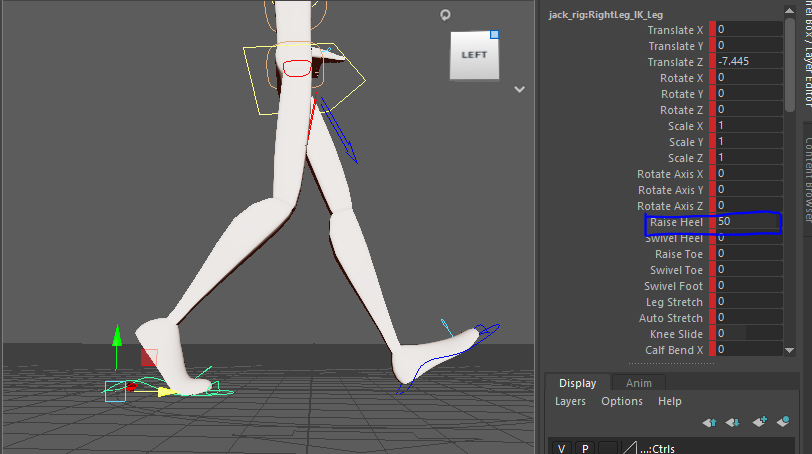 jack_rig:RightLeg_IK_Leg
Translate X 0
Translate Y 0
Translate Z -7.445
Rotate X 0
Rotate Y 0
Rotate Z 0
Scale X 1
Scale Y 1
Scale Z 1
Rotate Axis X 0
Rotate Axis Y 0
Rotate Axis Z 0
Raise Heel 50
Swivel Heel 0
Raise Toe 0
Swivel Toe 0
Swivel Foot 0
Leg Stretch 0
Auto Stretch 0
Knee Slide 0
Calf Bend X 0
LEFT
Box / Layer Editor
Content Browser
Display Anim
Layers Options Help
V P ...:Ctrls